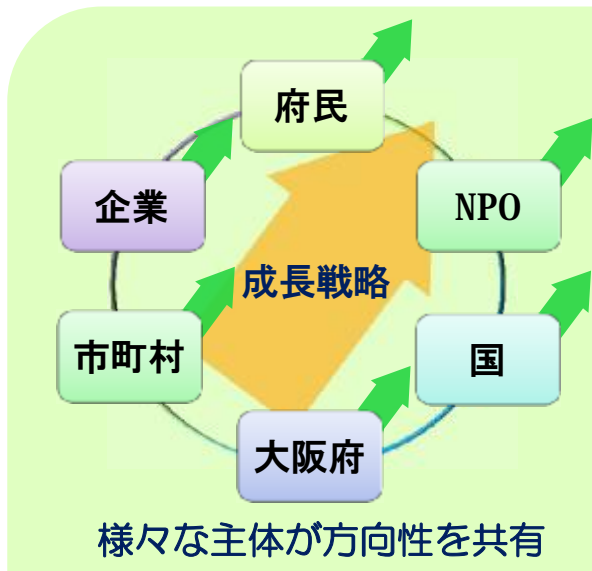 府民
企業
NPO
成長戦略
市町村
国
大阪府
様々な主体が方向性を共有